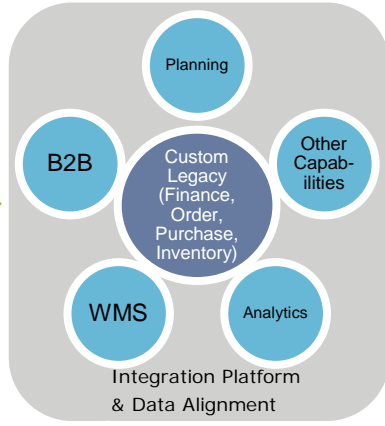 Planning
B2B
Other
Capab-
ilities
Custom
Legacy
(Finance,
Order,
Purchase,
Inventory)
WMS
Analytics
Integration Platform
& Data Alignment